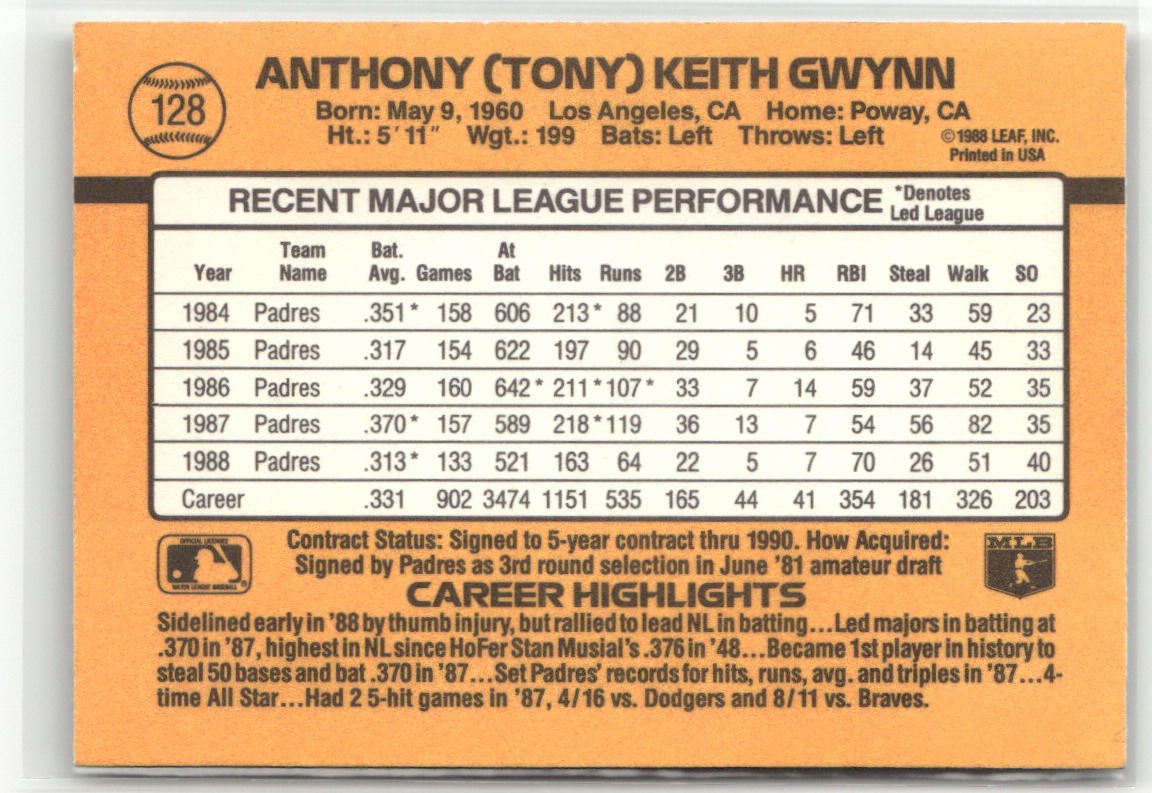 128
ANTHONY (TONY) KEITH GWYNN
Born: May 9, 1960 Los Angeles, CA Home: Poway, CA
Ht.: 5'11" Wgt.: 199 Bats: Left Throws: Left
©1988 LEAF, INC.
Printed in USA
RECENT MAJOR LEAGUE PERFORMANCE *Denotes Led League
Year Team Name Bat. Avg. Games At Bat Hits Runs 2B 3B HR RBI Steal Walk SO
1984 Padres .351* 158 606 213* 88 21 10 5 71 33 59 23
1985 Padres .317 154 622 197 90 29 5 6 46 14 45 33
1986 Padres .329 160 642* 211* 107* 33 7 14 59 37 52 35
1987 Padres .370* 157 589 218* 119 36 13 7 54 56 82 35
1988 Padres .313* 133 521 163 64 22 5 7 70 26 51 40
Career .331 902 3474 1151 535 165 44 41 354 181 326 203
Contract Status: Signed to 5-year contract thru 1990. How Acquired:
Signed by Padres as 3rd round selection in June '81 amateur draft
OFFICIAL LICENSEE
MAJOR LEAGUE BASEBALL
MLB
CAREER HIGHLIGHTS
Sidelined early in '88 by thumb injury, but rallied to lead NL in batting...Led majors in batting at
.370 in '87, highest in NL since HoFer Stan Musial's .376 in '48...Became 1st player in history to
steal 50 bases and bat .370 in '87...Set Padres' records for hits, runs, avg. and triples in '87...4-
time All Star...Had 2 5-hit games in '87, 4/16 vs. Dodgers and 8/11 vs. Braves.